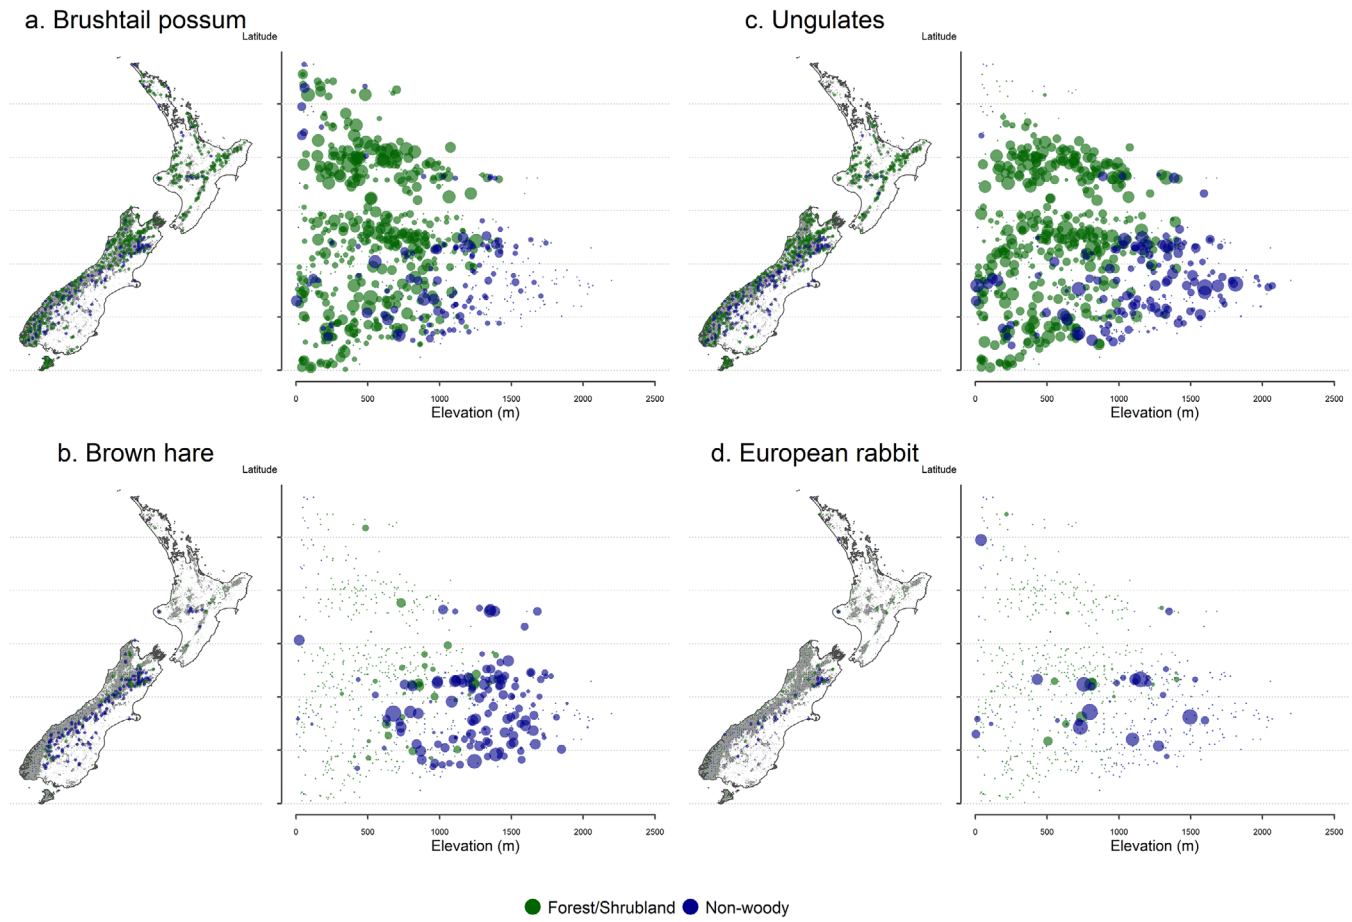 a. Brushtail possum
Latitude
0 500 1000 1500 2000 2500
Elevation (m)
c. Ungulates
Latitude
0 500 1000 1500 2000 2500
Elevation (m)
b. Brown hare
Latitude
0 500 1000 1500 2000 2500
Elevation (m)
d. European rabbit
Latitude
0 500 1000 1500 2000 2500
Elevation (m)
Forest/Shrubland Non-woody